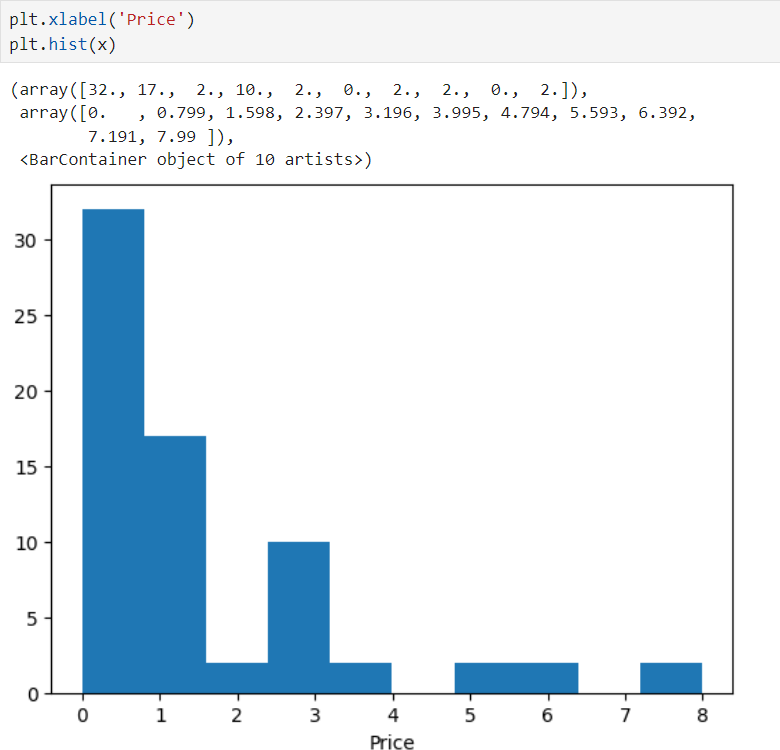 plt.xlabel('Price')
plt.hist(x)
(array([32., 17.,  2., 10.,  2.,  0.,  2.,  2.,  0.,  2.]),
 array([0.   , 0.799, 1.598, 2.397, 3.196, 3.995, 4.794, 5.593, 6.392,
        7.191, 7.99 ]),
 <BarContainer object of 10 artists>)
30
25
20
15
10
5
0
0 1 2 3 4 5 6 7 8
Price